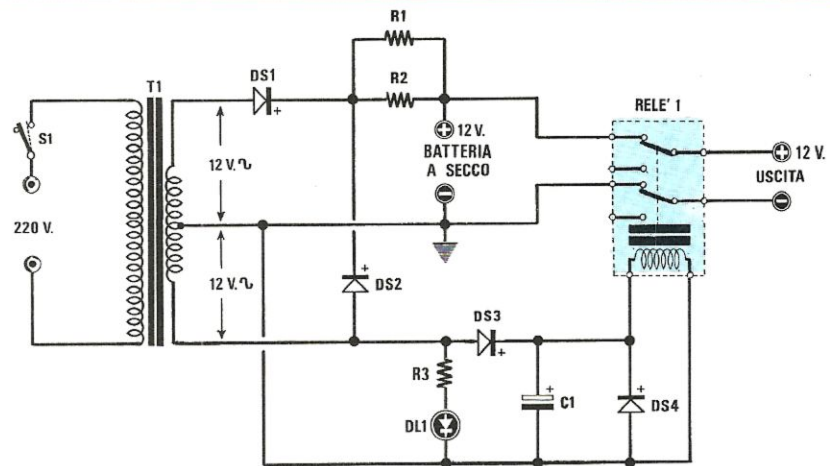 R1
T1
DS1
R2
RELE' 1
S1
12 V.
12 V.
12 V.
BATTERIA
A SECCO
USCITA
220 V.
12 V.
DS2
DS3
R3
C1
DS4
DL1